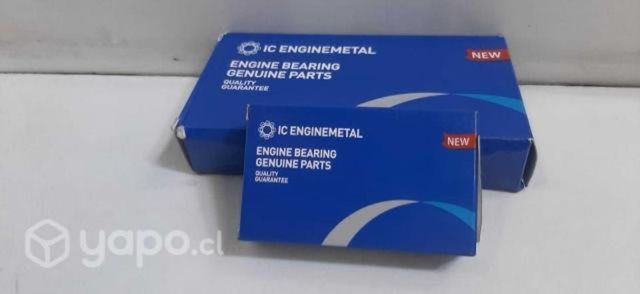 IC ENGINEMETAL
NEW
ENGINE BEARING
GENUINE PARTS
QUALITY
GUARANTEE
IC ENGINEMETAL
NEW
ENGINE BEARING
GENUINE PARTS
QUALITY
GUARANTEE
yapo.cl